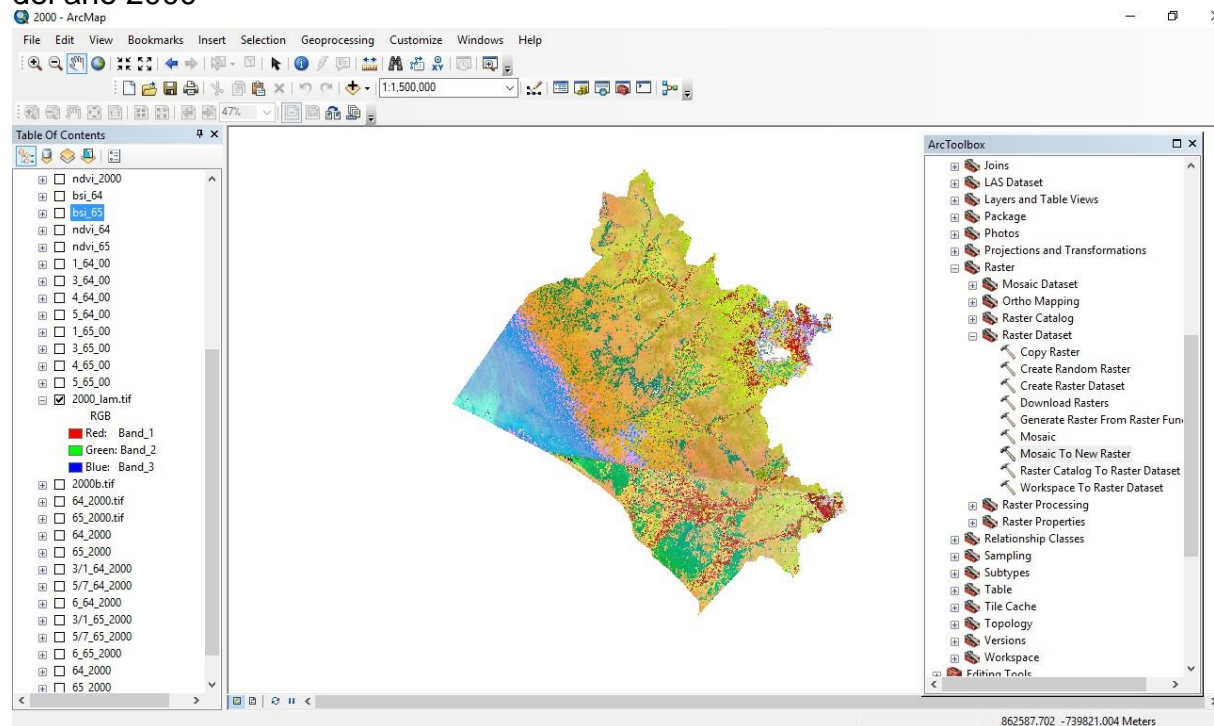 del año 2000
2000 - ArcMap
File Edit View Bookmarks Insert Selection Geoprocessing Customize Windows Help
1:1,500,000
47%
Table Of Contents
ndvi_2000
bsi_64
bsi_65
ndvi_64
ndvi_65
1_64_00
3_64_00
4_64_00
5_64_00
1_65_00
3_65_00
4_65_00
5_65_00
2000_lam.tif
RGB
Red: Band_1
Green: Band_2
Blue: Band_3
2000b.tif
64_2000.tif
65_2000.tif
64_2000
65_2000
3/1_64_2000
5/7_64_2000
6_64_2000
3/1_65_2000
5/7_65_2000
6_65_2000
64_2000
65_2000
ArcToolbox
Joins
LAS Dataset
Layers and Table Views
Package
Photos
Projections and Transformations
Raster
Mosaic Dataset
Ortho Mapping
Raster Catalog
Raster Dataset
Copy Raster
Create Random Raster
Create Raster Dataset
Download Rasters
Generate Raster From Raster Fun
Mosaic
Mosaic To New Raster
Raster Catalog To Raster Dataset
Workspace To Raster Dataset
Raster Processing
Raster Properties
Relationship Classes
Sampling
Subtypes
Table
Tile Cache
Topology
Versions
Workspace
Editing Tools
862587.702 -739821.004 Meters